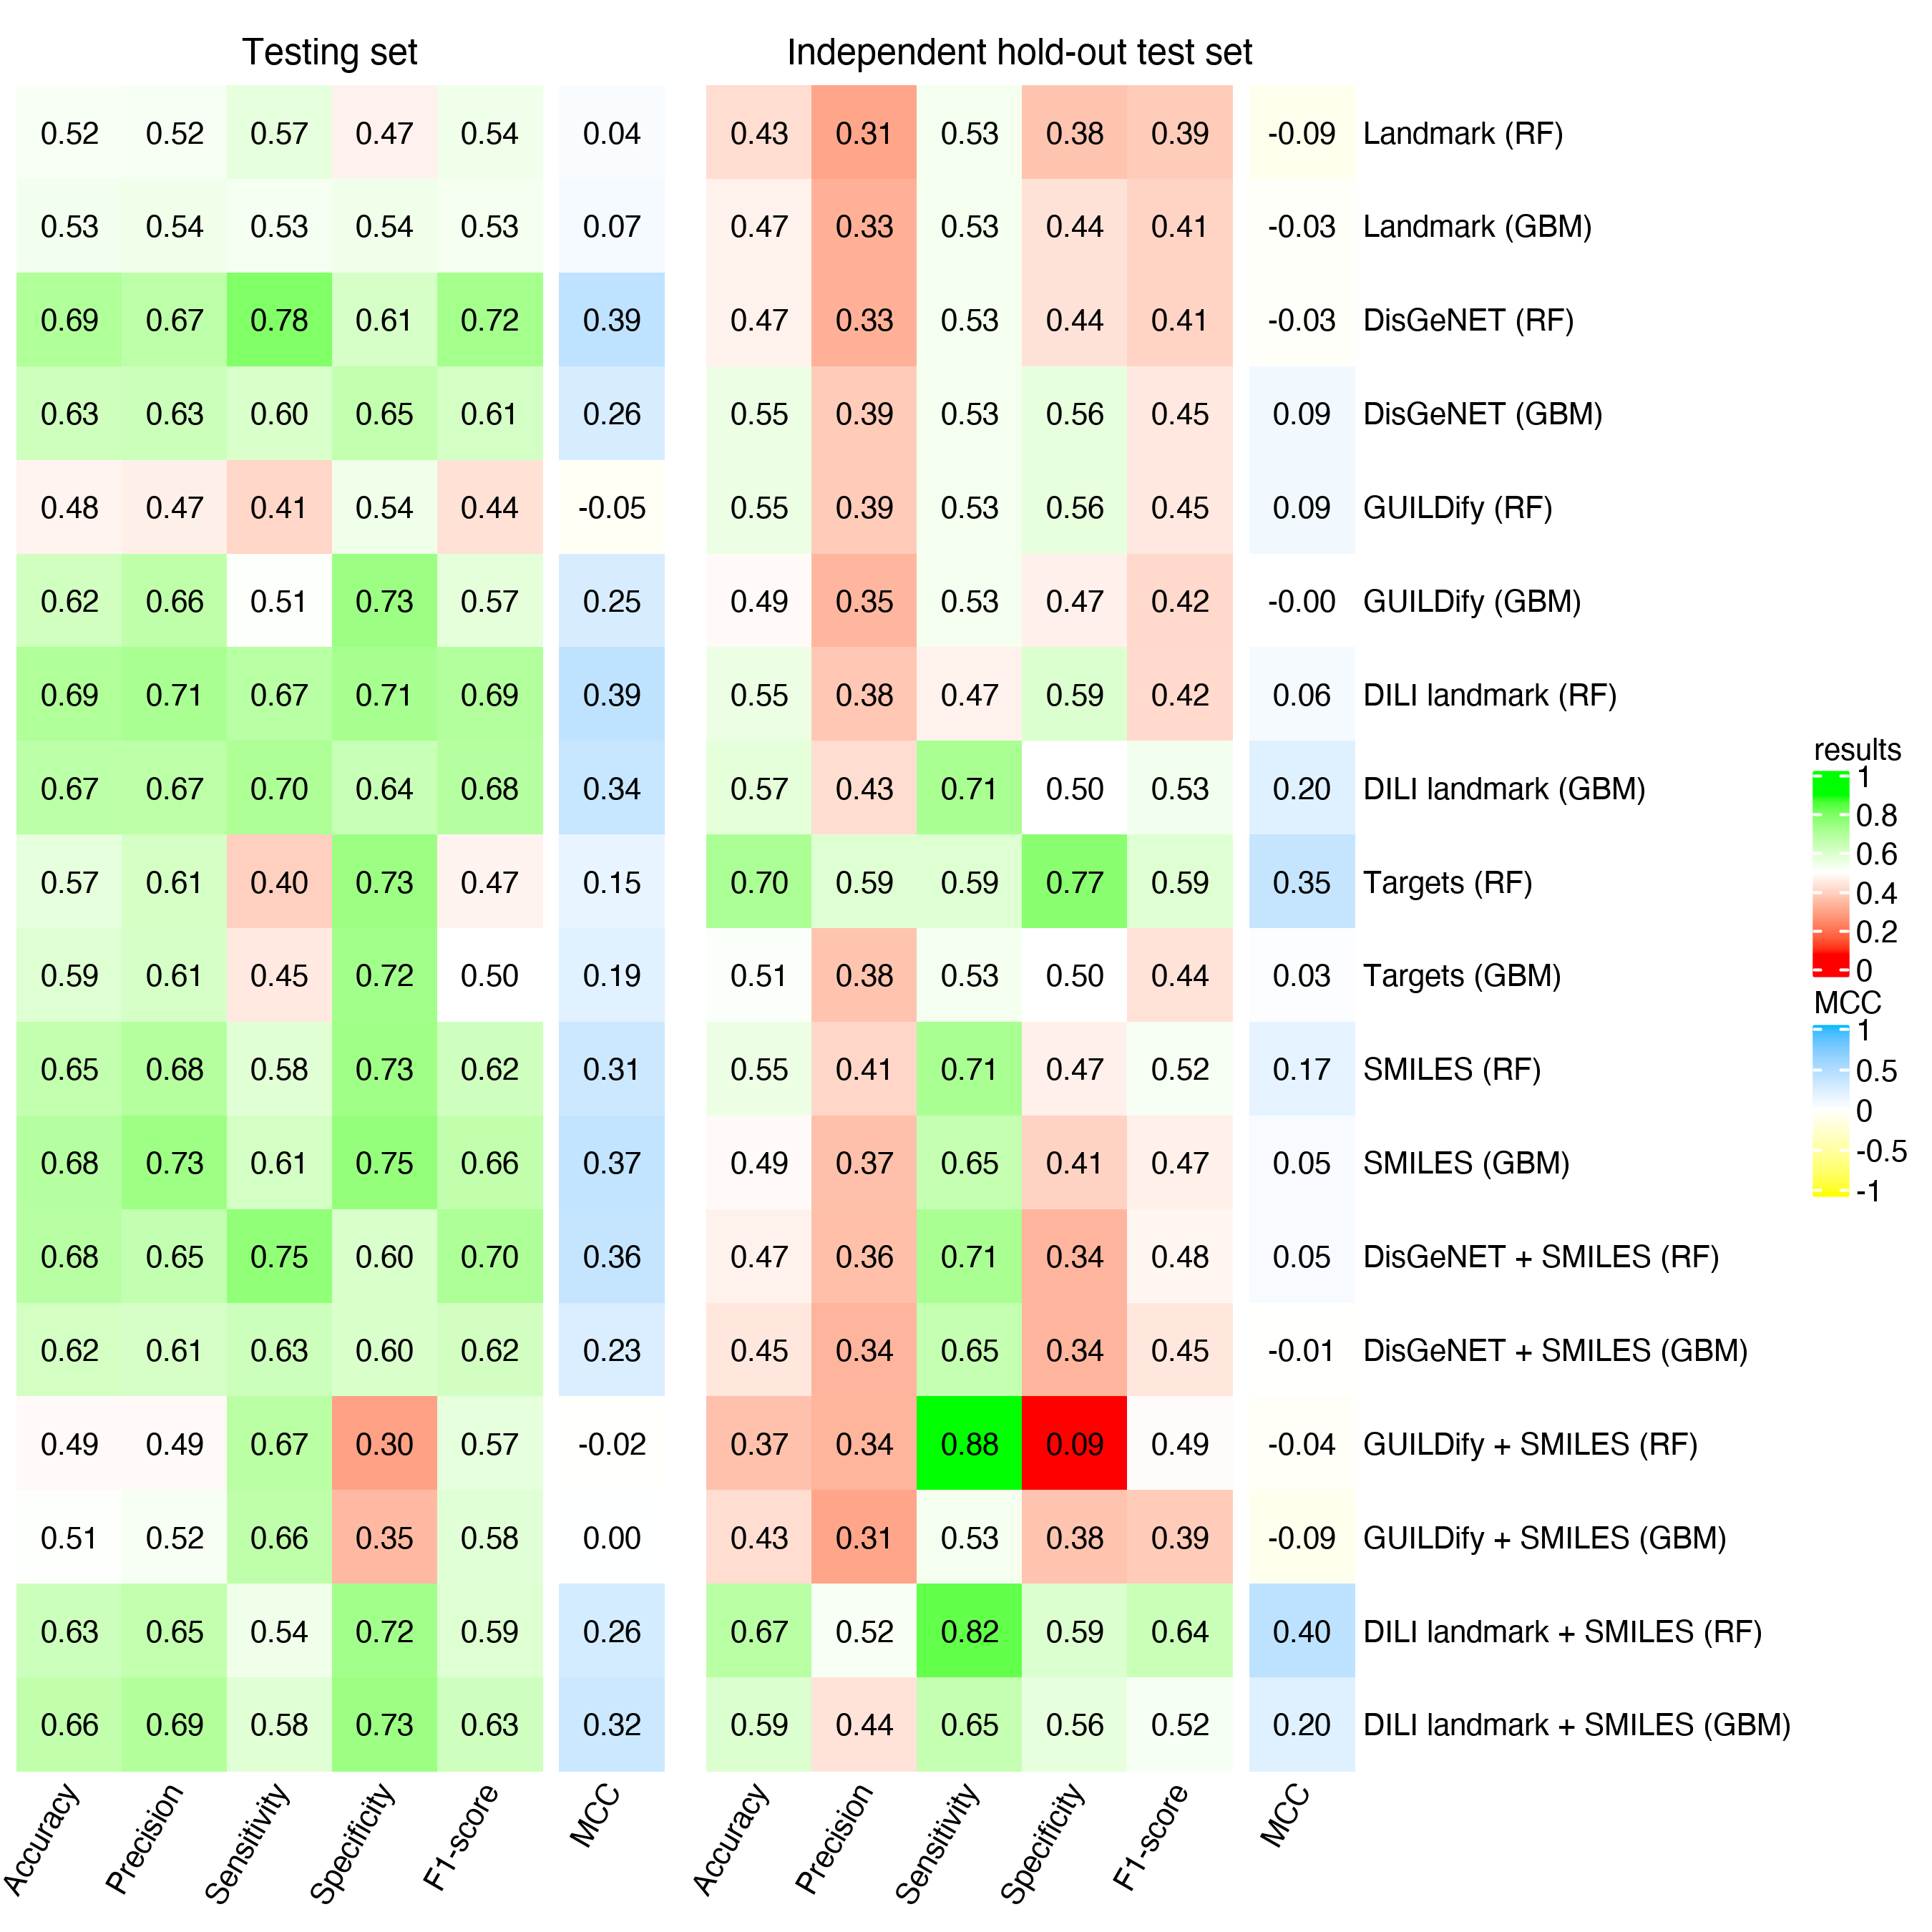 Testing set Independent hold-out test set
0.52 0.52 0.57 0.47 0.54 0.04 0.43 0.31 0.53 0.38 0.39 -0.09 Landmark (RF)
0.53 0.54 0.53 0.54 0.53 0.07 0.47 0.33 0.53 0.44 0.41 -0.03 Landmark (GBM)
0.69 0.67 0.78 0.61 0.72 0.39 0.47 0.33 0.53 0.44 0.41 -0.03 DisGeNET (RF)
0.63 0.63 0.60 0.65 0.61 0.26 0.55 0.39 0.53 0.56 0.45 0.09 DisGeNET (GBM)
0.48 0.47 0.41 0.54 0.44 -0.05 0.55 0.39 0.53 0.56 0.45 0.09 GUILDify (RF)
0.62 0.66 0.51 0.73 0.57 0.25 0.49 0.35 0.53 0.47 0.42 -0.00 GUILDify (GBM)
0.69 0.71 0.67 0.71 0.69 0.39 0.55 0.38 0.47 0.59 0.42 0.06 DILI landmark (RF)
0.67 0.67 0.70 0.64 0.68 0.34 0.57 0.43 0.71 0.50 0.53 0.20 DILI landmark (GBM)
0.57 0.61 0.40 0.73 0.47 0.15 0.70 0.59 0.59 0.77 0.59 0.35 Targets (RF)
0.59 0.61 0.45 0.72 0.50 0.19 0.51 0.38 0.53 0.50 0.44 0.03 Targets (GBM)
0.65 0.68 0.58 0.73 0.62 0.31 0.55 0.41 0.71 0.47 0.52 0.17 SMILES (RF)
0.68 0.73 0.61 0.75 0.66 0.37 0.49 0.37 0.65 0.41 0.47 0.05 SMILES (GBM)
0.68 0.65 0.75 0.60 0.70 0.36 0.47 0.36 0.71 0.34 0.48 0.05 DisGeNET + SMILES (RF)
0.62 0.61 0.63 0.60 0.62 0.23 0.45 0.34 0.65 0.34 0.45 -0.01 DisGeNET + SMILES (GBM)
0.49 0.49 0.67 0.30 0.57 -0.02 0.37 0.34 0.88 0.09 0.49 -0.04 GUILDify + SMILES (RF)
0.51 0.52 0.66 0.35 0.58 0.00 0.43 0.31 0.53 0.38 0.39 -0.09 GUILDify + SMILES (GBM)
0.63 0.65 0.54 0.72 0.59 0.26 0.67 0.52 0.82 0.59 0.64 0.40 DILI landmark + SMILES (RF)
0.66 0.69 0.58 0.73 0.63 0.32 0.59 0.44 0.65 0.56 0.52 0.20 DILI landmark + SMILES (GBM)
Accuracy Precision Sensitivity Specificity F1-score MCC Accuracy Precision Sensitivity Specificity F1-score MCC
results
1
0.8
0.6
0.4
0.2
0
MCC
1
0.5
0
-0.5
-1